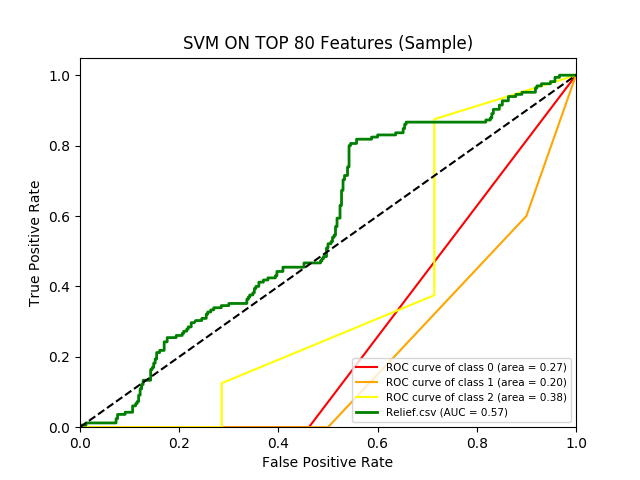 SVM ON TOP 80 Features (Sample)
1.0
0.8
0.6
0.4
0.2
0.0
True Positive Rate
ROC curve of class 0 (area = 0.27)
ROC curve of class 1 (area = 0.20)
ROC curve of class 2 (area = 0.38)
Relief.csv (AUC = 0.57)
0.0 0.2 0.4 0.6 0.8 1.0
False Positive Rate